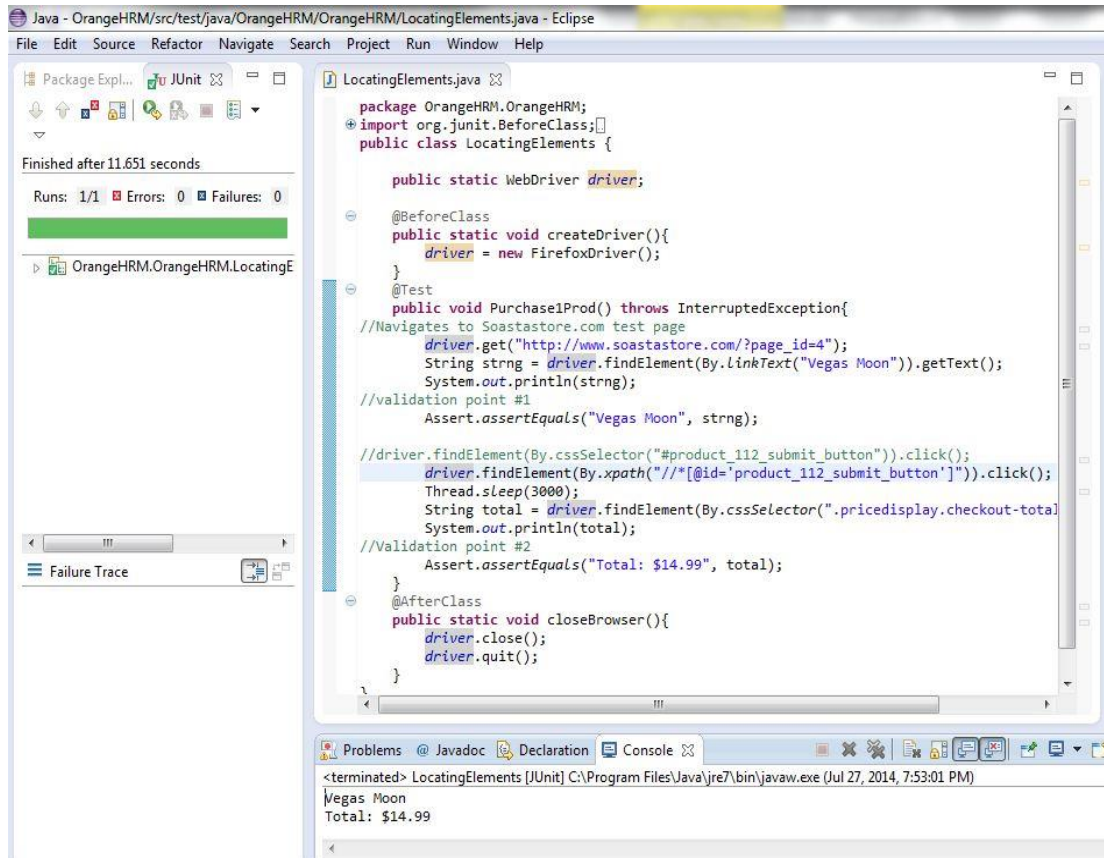 Java - OrangeHRM/src/test/java/OrangeHRM/OrangeHRM/LocatingElements.java - Eclipse
File Edit Source Refactor Navigate Search Project Run Window Help
Package Expl... JUnit
Finished after 11.651 seconds
Runs: 1/1 Errors: 0 Failures: 0
OrangeHRM.OrangeHRM.LocatingE
Failure Trace
LocatingElements.java
package OrangeHRM.OrangeHRM;
import org.junit.BeforeClass;
public class LocatingElements {
public static WebDriver driver;
@BeforeClass
public static void createDriver(){
driver = new FirefoxDriver();
}
@Test
public void Purchase1Prod() throws InterruptedException{
//Navigates to Soastastore.com test page
driver.get("http://www.soastastore.com/?page_id=4");
String strng = driver.findElement(By.linkText("Vegas Moon")).getText();
System.out.println(strng);
//validation point #1
Assert.assertEquals("Vegas Moon", strng);
//driver.findElement(By.cssSelector("#product_112_submit_button")).click();
driver.findElement(By.xpath("//*[@id='product_112_submit_button']")).click();
Thread.sleep(3000);
String total = driver.findElement(By.cssSelector(".pricedisplay.checkout-total
System.out.println(total);
//Validation point #2
Assert.assertEquals("Total: $14.99", total);
}
@AfterClass
public static void closeBrowser(){
driver.close();
driver.quit();
}
}
Problems @ Javadoc Declaration Console
<terminated> LocatingElements [JUnit] C:\Program Files\Java\jre7\bin\javaw.exe (Jul 27, 2014, 7:53:01 PM)
Vegas Moon
Total: $14.99